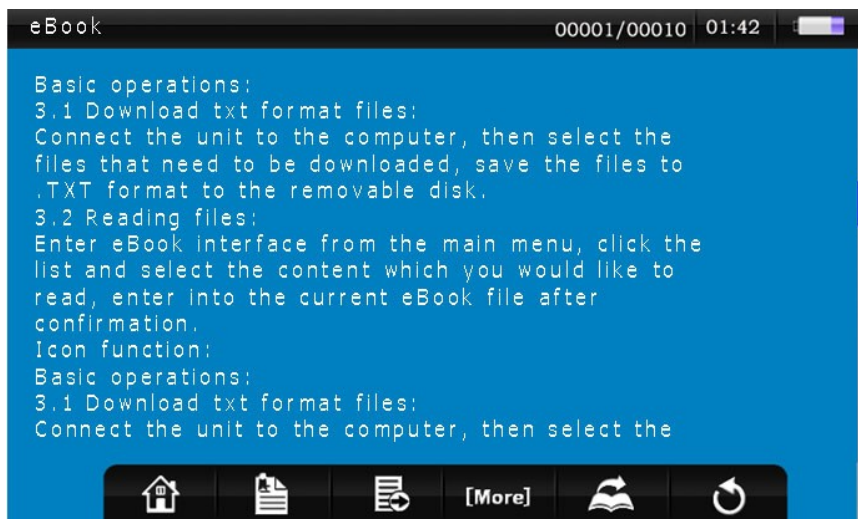 eBook 00001/00010 01:42
Basic operations:
3.1 Download txt format files:
Connect the unit to the computer, then select the
files that need to be downloaded, save the files to
.TXT format to the removable disk.
3.2 Reading files:
Enter eBook interface from the main menu, click the
list and select the content which you would like to
read, enter into the current eBook file after
confirmation.
Icon function:
Basic operations:
3.1 Download txt format files:
Connect the unit to the computer, then select the
[More]